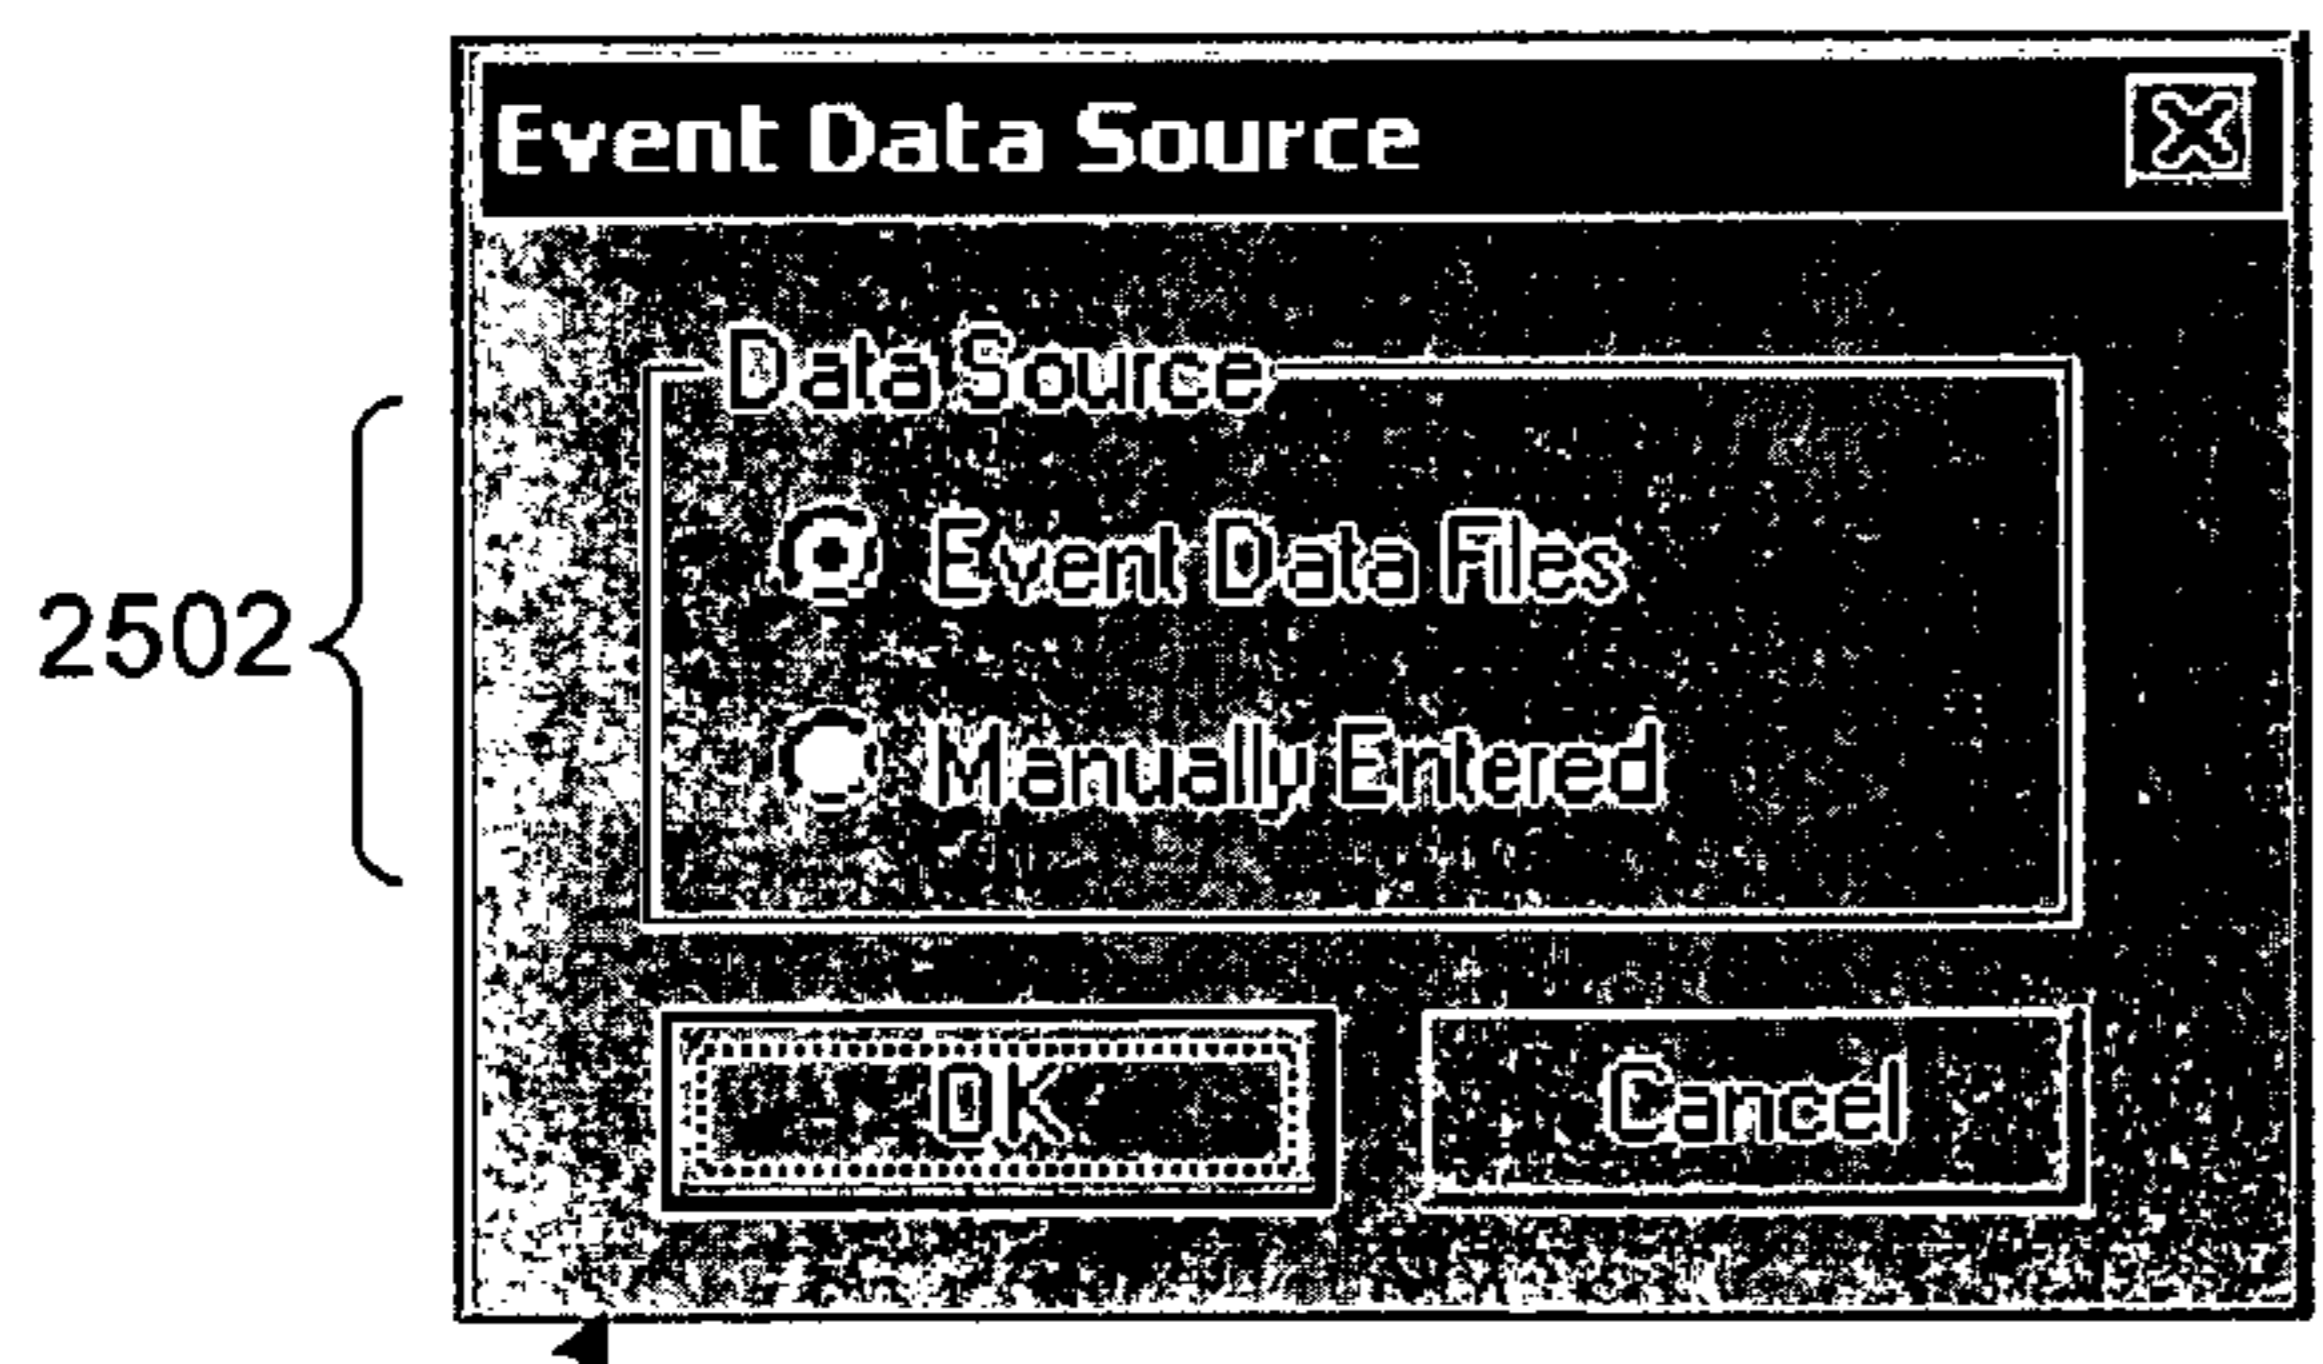 Event Data Source
Data Source
Event Data Files
2502
Manually Entered
OK Cancel